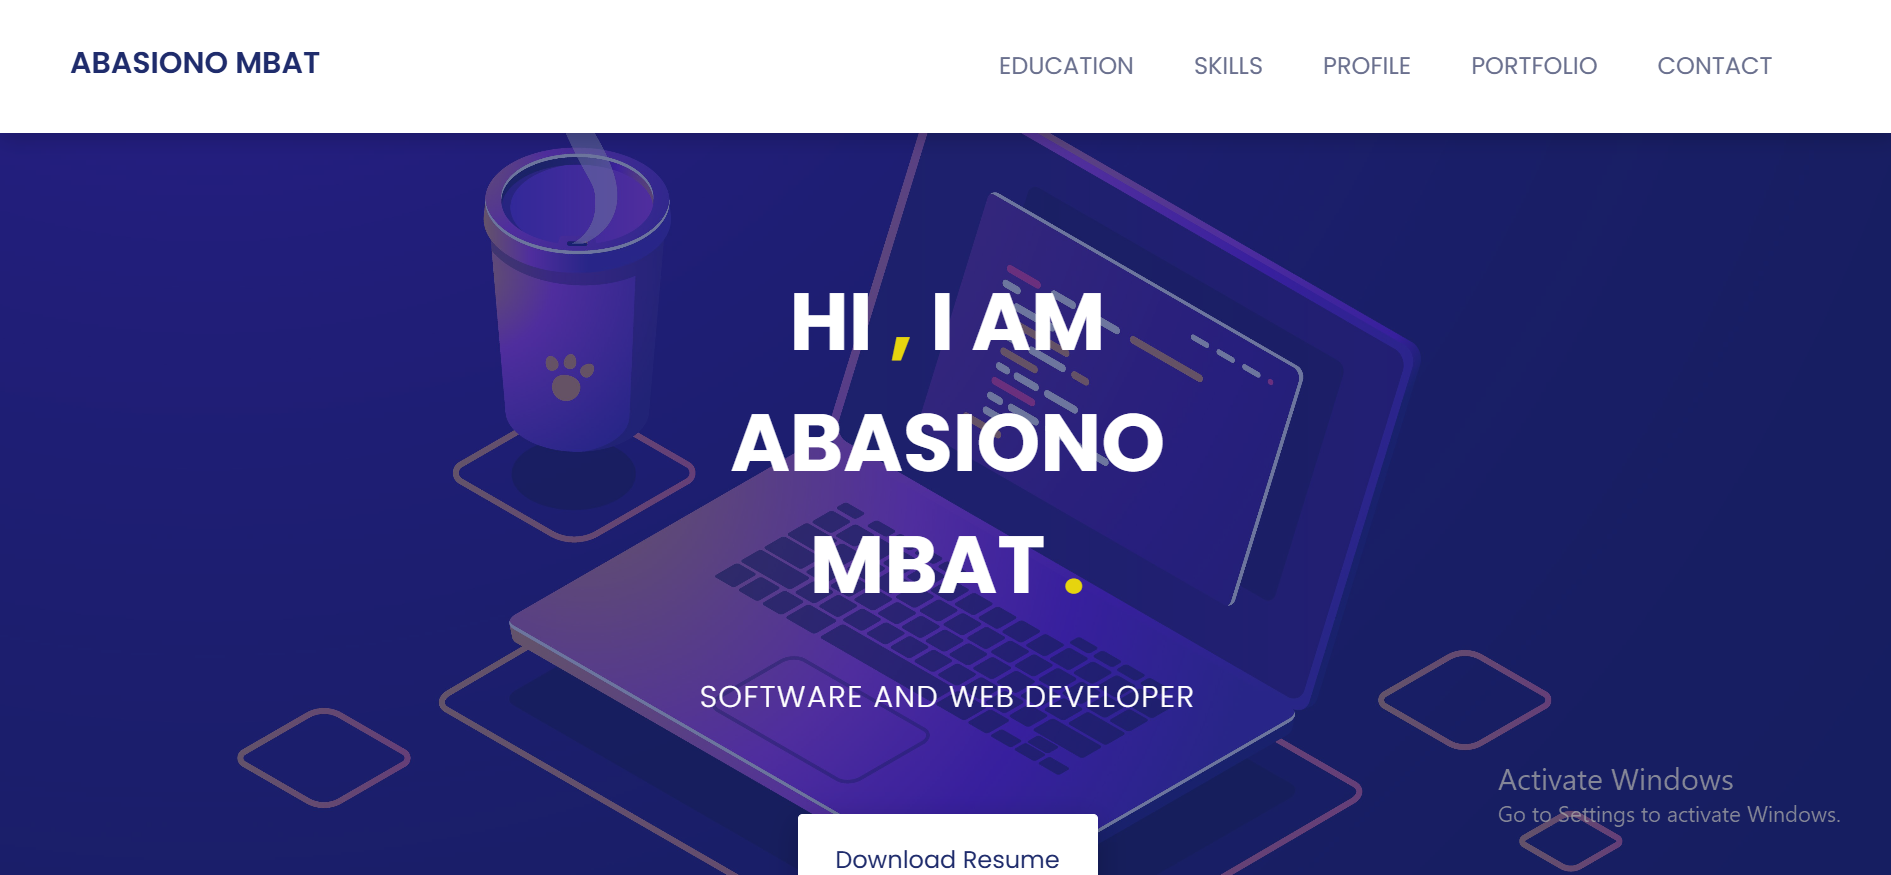 ABASIONO MBAT
EDUCATION SKILLS PROFILE PORTFOLIO CONTACT
HI , I AM
ABASIONO
MBAT .
SOFTWARE AND WEB DEVELOPER
Download Resume
Activate Windows
Go to Settings to activate Windows.